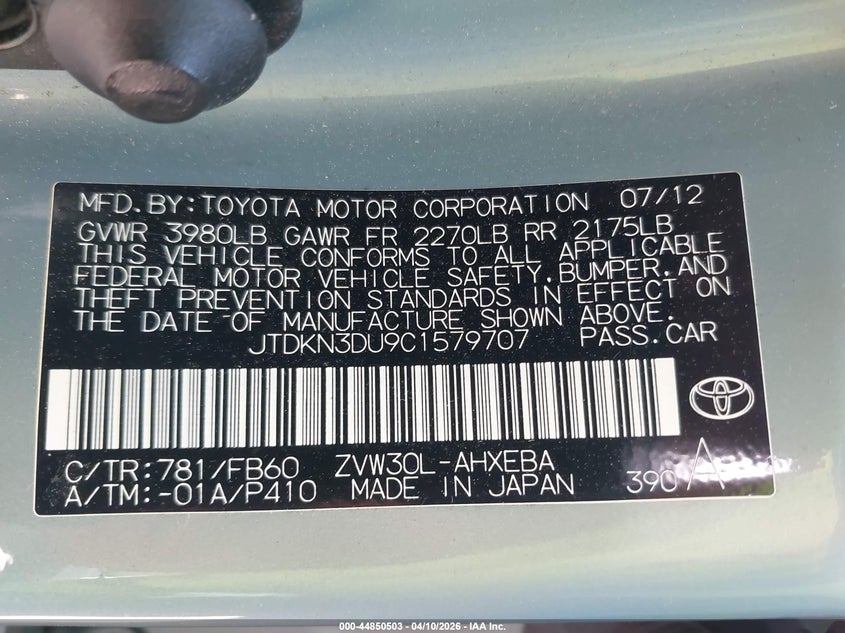 MFD.BY:TOYOTA MOTOR CORPORATION 07/12
GVWR 3980LB GAWR FR 2270LB RR 2175LB
THIS VEHICLE CONFORMS TO ALL APPLICABLE
FEDERAL MOTOR VEHICLE SAFETY,BUMPER,AND
THEFT PREVENTION STANDARDS IN EFFECT ON
THE DATE OF MANUFACTURE SHOWN ABOVE.
JTDKN3DU9C1579707 PASS.CAR
C/TR:781/FB60 ZVW30L-AHXEBA
A/TM:-01A/P410 MADE IN JAPAN 390 A
000-44850503 - 04/10/2026 - IAA Inc.